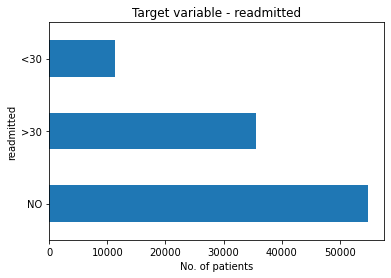 Target variable - readmitted
<30
>30
NO
readmitted
0
10000
20000
30000
40000
50000
No. of patients